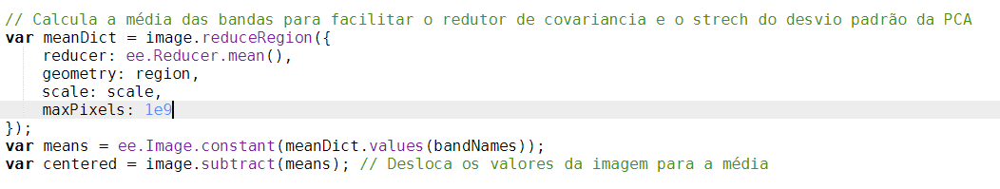 // Calcula a média das bandas para facilitar o redutor de covariancia e o strech do desvio padrão da PCA
var meanDict = image.reduceRegion({
    reducer: ee.Reducer.mean(),
    geometry: region,
    scale: scale,
    maxPixels: 1e9
});
var means = ee.Image.constant(meanDict.values(bandNames));
var centered = image.subtract(means); // Desloca os valores da imagem para a média